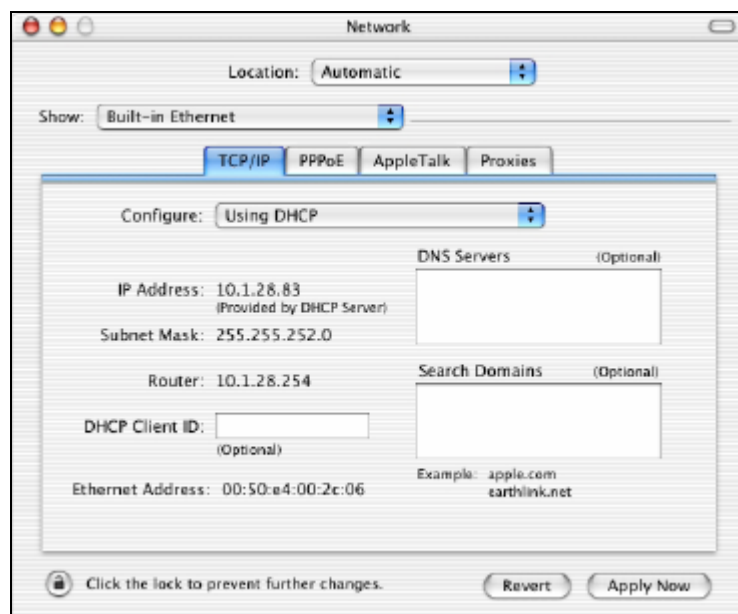 Network
Location: Automatic
Show: Built-in Ethernet
TCP/IP PPPoE AppleTalk Proxies
Configure: Using DHCP
DNS Servers (Optional)
IP Address: 10.1.28.83
(Provided by DHCP Server)
Subnet Mask: 255.255.252.0
Router: 10.1.28.254
Search Domains (Optional)
DHCP Client ID:
(Optional)
Example: apple.com
earthlink.net
Ethernet Address: 00:50:e4:00:2c:06
Click the lock to prevent further changes.
Revert Apply Now